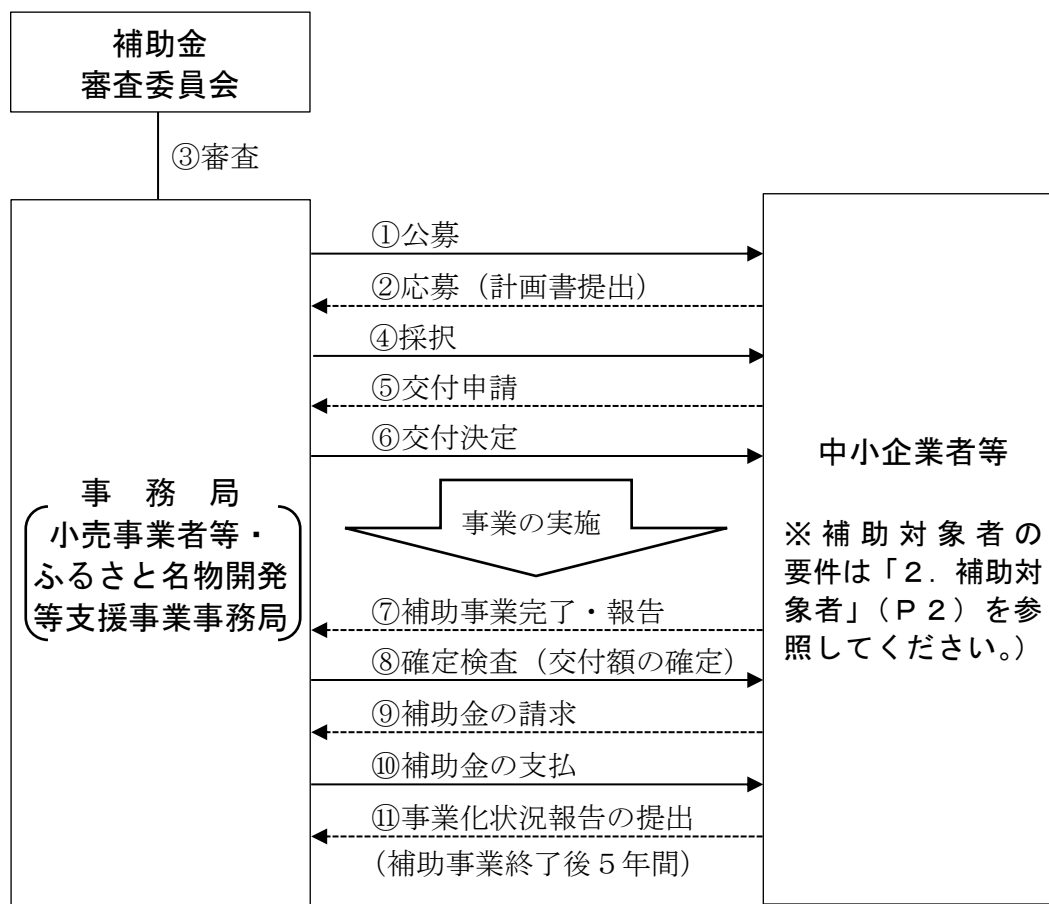 補助金
審査委員会
③審査
①公募
②応募（計画書提出）
④採択
⑤交付申請
⑥交付決定
事業の実施
⑦補助事業完了・報告
⑧確定検査（交付額の確定）
⑨補助金の請求
⑩補助金の支払
⑪事業化状況報告の提出
（補助事業終了後５年間）
事　務　局
小売事業者等・
ふるさと名物開発
等支援事業事務局
中小企業者等
※補助対象者の
要件は「２．補助対
象者」（Ｐ２）を参
照してください。）